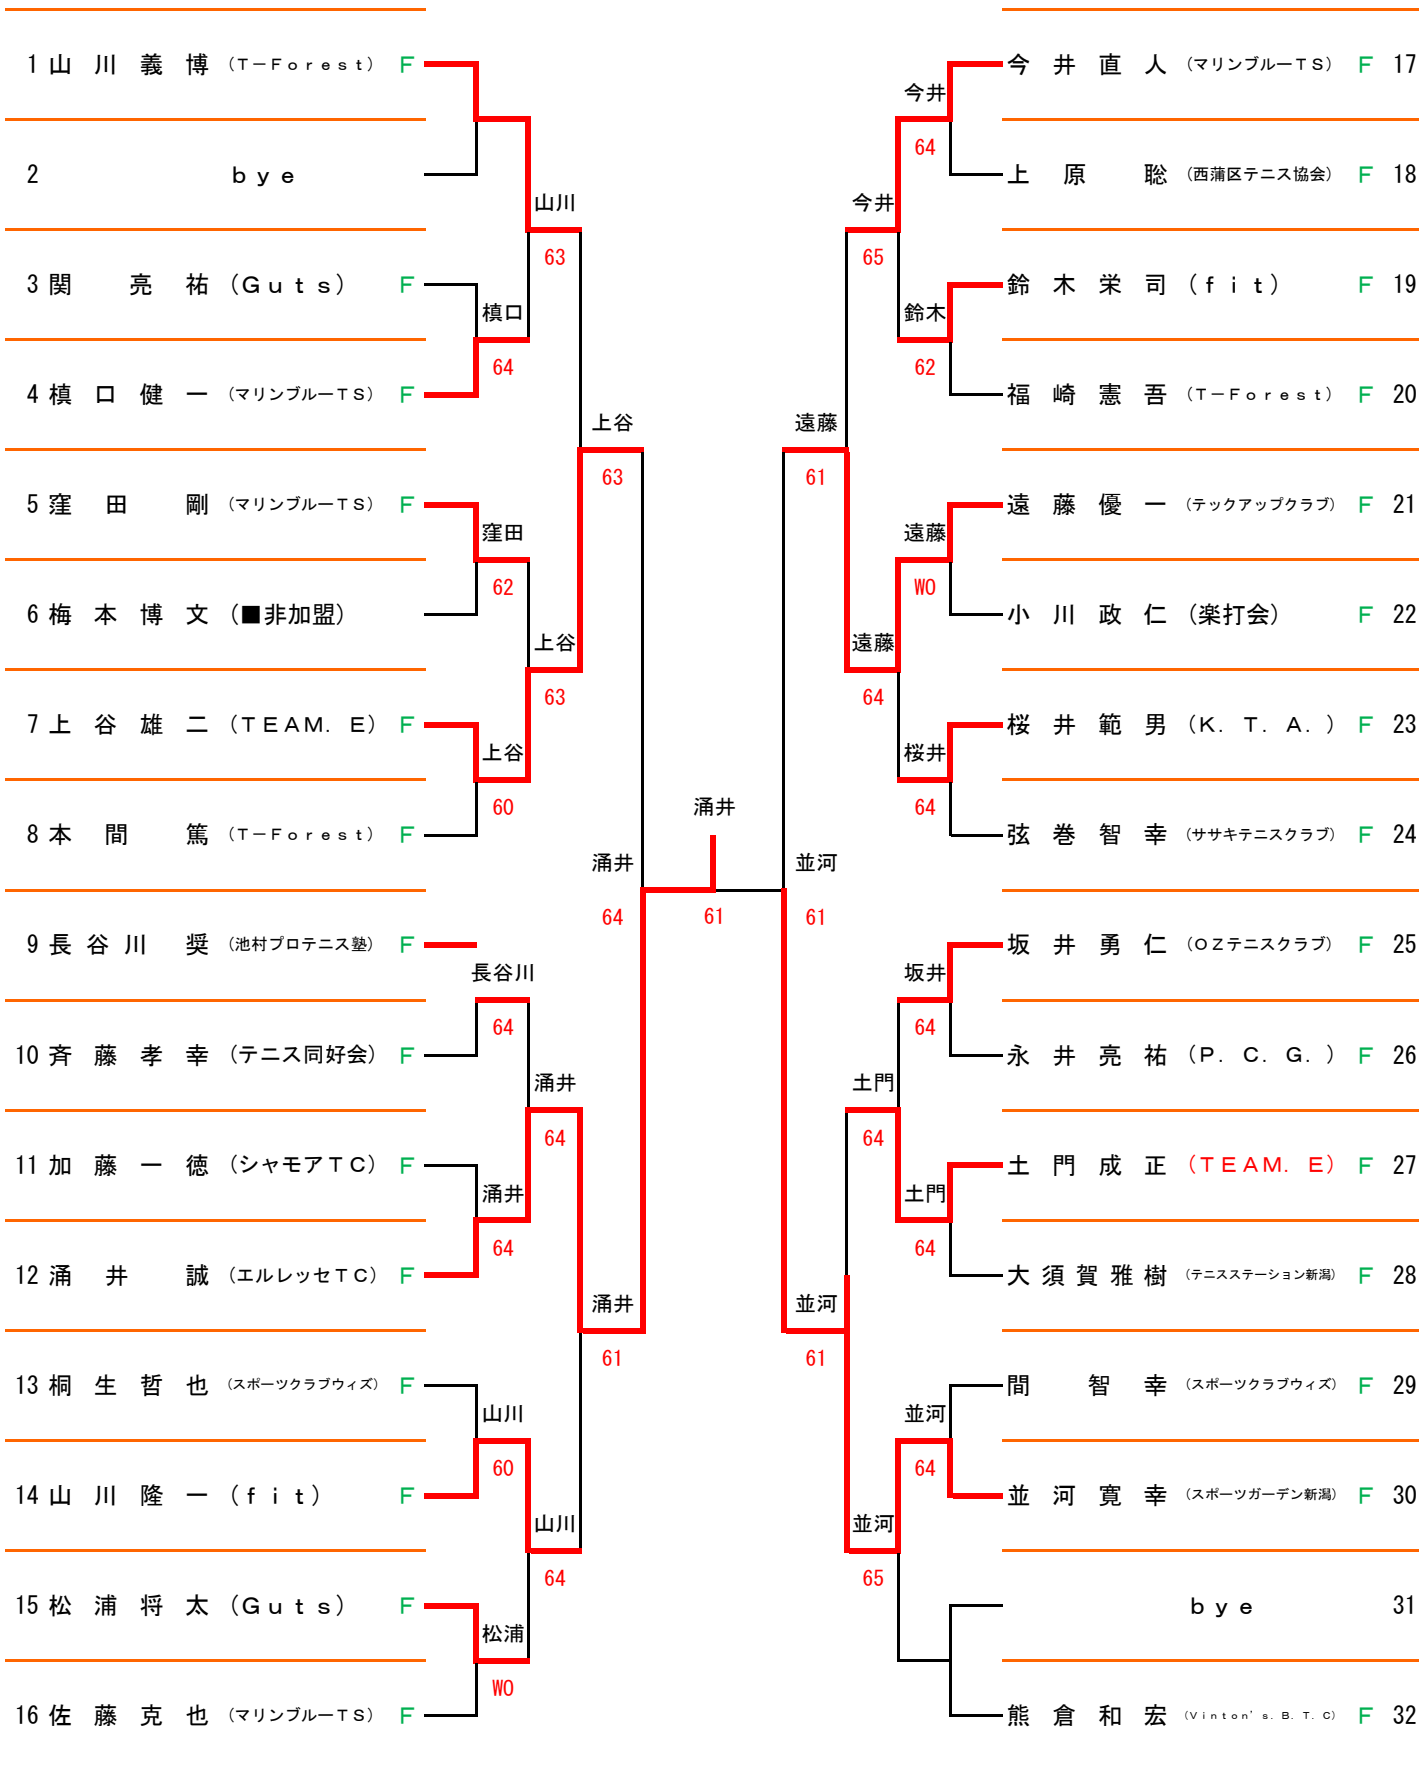 1 山 川 義 博 (T－Forest) F
2 bye
3 関 亮 祐 (Guts) F
4 槙 口 健 一 (マリンブルーTS) F
5 窪 田 剛 (マリンブルーTS) F
6 梅 本 博 文 (■非加盟)
7 上 谷 雄 二 (TEAM. E) F
8 本 間 篤 (T－Forest) F
9 長 谷 川 奨 (池村プロテニス塾) F
10 斉 藤 孝 幸 (テニス同好会) F
11 加 藤 一 徳 (シャモアTC) F
12 涌 井 誠 (エルレッセTC) F
13 桐 生 哲 也 (スポーツクラブウィズ) F
14 山 川 隆 一 (fit) F
15 松 浦 将 太 (Guts) F
16 佐 藤 克 也 (マリンブルーTS) F
槙口
64
窪田
62
上谷
60
長谷川
64
涌井
64
山川
60
松浦
WO
山川
63
上谷
63
涌井
64
山川
64
上谷
63
涌井
61
涌井
64
涌井
61
並河
61
遠藤
61
並河
61
今井
65
遠藤
64
土門
64
並河
65
今井
64
鈴木
62
遠藤
WO
桜井
64
坂井
64
土門
64
並河
64
今 井 直 人 (マリンブルーTS) F 17
上 原 聡 (西蒲区テニス協会) F 18
鈴 木 栄 司 (fit) F 19
福 崎 憲 吾 (T－Forest) F 20
遠 藤 優 一 (テックアップクラブ) F 21
小 川 政 仁 (楽打会) F 22
桜 井 範 男 (K. T. A. ) F 23
弦 巻 智 幸 (ササキテニスクラブ) F 24
坂 井 勇 仁 (OZテニスクラブ) F 25
永 井 亮 祐 (P. C. G. ) F 26
土 門 成 正 (TEAM. E) F 27
大 須 賀 雅 樹 (テニスステーション新潟) F 28
間 智 幸 (スポーツクラブウィズ) F 29
並 河 寛 幸 (スポーツガーデン新潟) F 30
bye 31
熊 倉 和 宏 (Vinton's. B. T. C) F 32